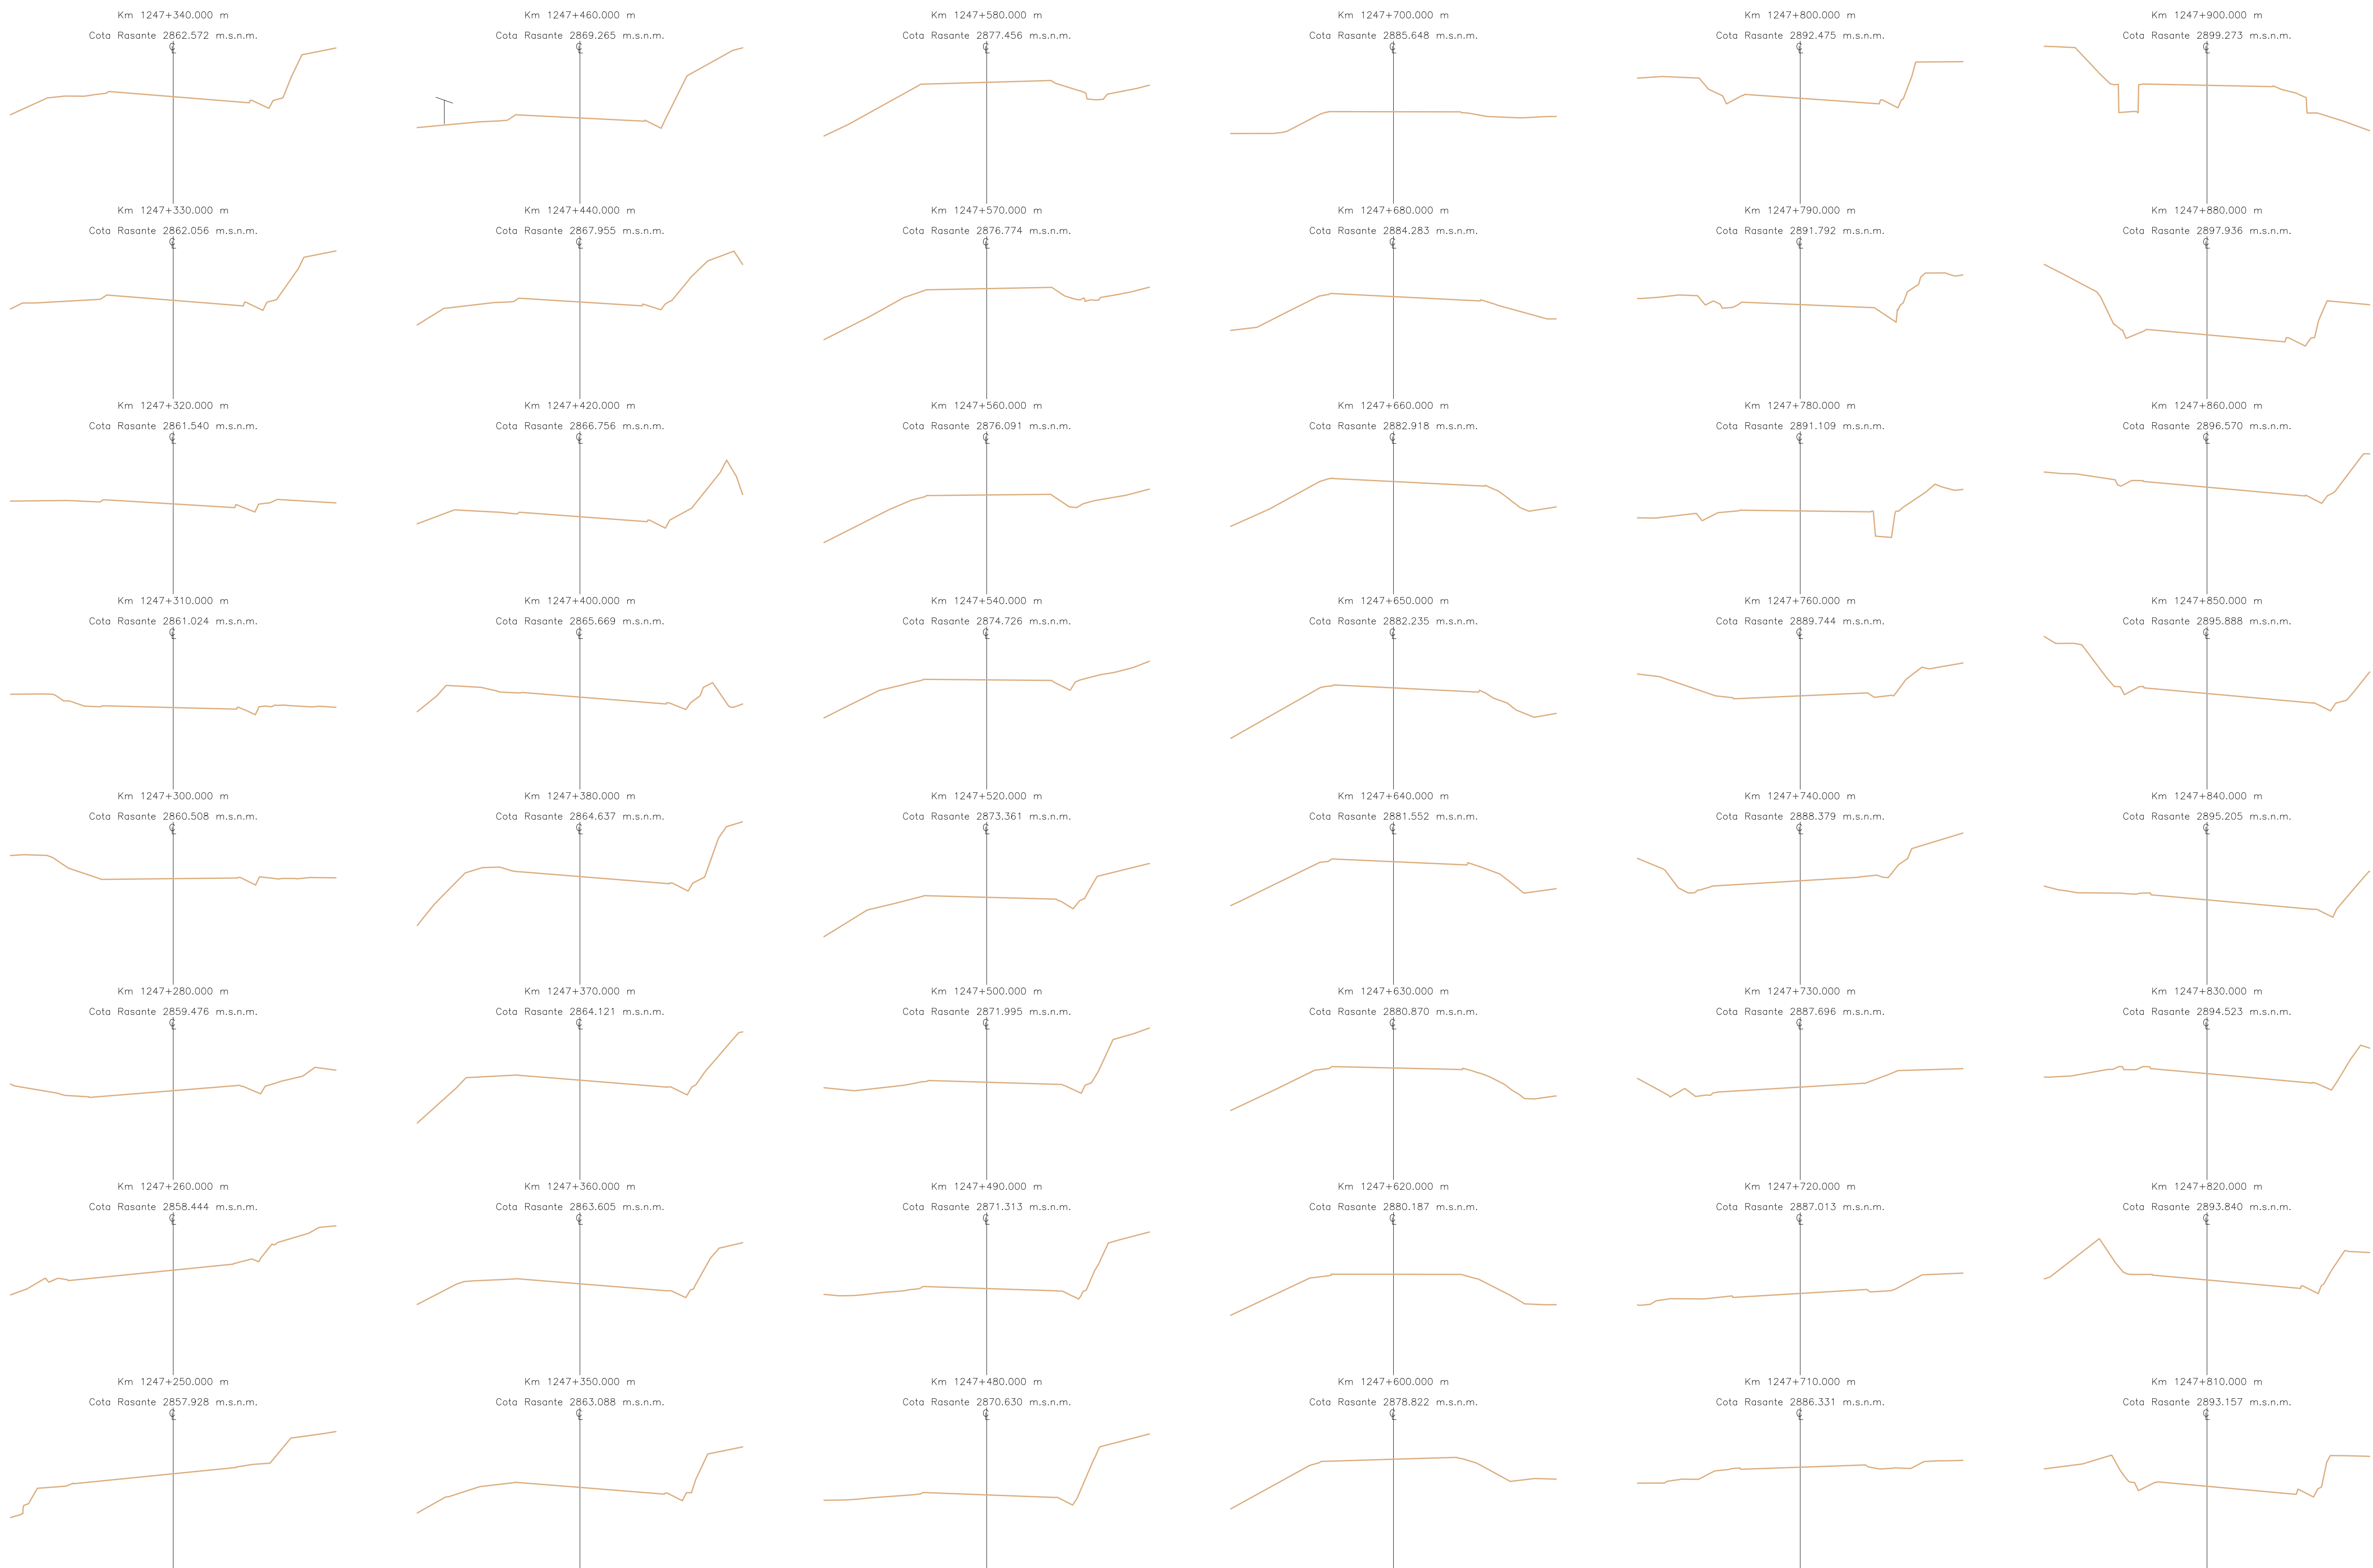 Km 1247+340.000 m
Cota Rasante 2862.572 m.s.n.m.
℄
Km 1247+460.000 m
Cota Rasante 2869.265 m.s.n.m.
℄
Km 1247+580.000 m
Cota Rasante 2877.456 m.s.n.m.
℄
Km 1247+700.000 m
Cota Rasante 2885.648 m.s.n.m.
℄
Km 1247+800.000 m
Cota Rasante 2892.475 m.s.n.m.
℄
Km 1247+900.000 m
Cota Rasante 2899.273 m.s.n.m.
℄
Km 1247+330.000 m
Cota Rasante 2862.056 m.s.n.m.
℄
Km 1247+440.000 m
Cota Rasante 2867.955 m.s.n.m.
℄
Km 1247+570.000 m
Cota Rasante 2876.774 m.s.n.m.
℄
Km 1247+680.000 m
Cota Rasante 2884.283 m.s.n.m.
℄
Km 1247+790.000 m
Cota Rasante 2891.792 m.s.n.m.
℄
Km 1247+880.000 m
Cota Rasante 2897.936 m.s.n.m.
℄
Km 1247+320.000 m
Cota Rasante 2861.540 m.s.n.m.
℄
Km 1247+420.000 m
Cota Rasante 2866.756 m.s.n.m.
℄
Km 1247+560.000 m
Cota Rasante 2876.091 m.s.n.m.
℄
Km 1247+660.000 m
Cota Rasante 2882.918 m.s.n.m.
℄
Km 1247+780.000 m
Cota Rasante 2891.109 m.s.n.m.
℄
Km 1247+860.000 m
Cota Rasante 2896.570 m.s.n.m.
℄
Km 1247+310.000 m
Cota Rasante 2861.024 m.s.n.m.
℄
Km 1247+400.000 m
Cota Rasante 2865.669 m.s.n.m.
℄
Km 1247+540.000 m
Cota Rasante 2874.726 m.s.n.m.
℄
Km 1247+650.000 m
Cota Rasante 2882.235 m.s.n.m.
℄
Km 1247+760.000 m
Cota Rasante 2889.744 m.s.n.m.
℄
Km 1247+850.000 m
Cota Rasante 2895.888 m.s.n.m.
℄
Km 1247+300.000 m
Cota Rasante 2860.508 m.s.n.m.
℄
Km 1247+380.000 m
Cota Rasante 2864.637 m.s.n.m.
℄
Km 1247+520.000 m
Cota Rasante 2873.361 m.s.n.m.
℄
Km 1247+640.000 m
Cota Rasante 2881.552 m.s.n.m.
℄
Km 1247+740.000 m
Cota Rasante 2888.379 m.s.n.m.
℄
Km 1247+840.000 m
Cota Rasante 2895.205 m.s.n.m.
℄
Km 1247+280.000 m
Cota Rasante 2859.476 m.s.n.m.
℄
Km 1247+370.000 m
Cota Rasante 2864.121 m.s.n.m.
℄
Km 1247+500.000 m
Cota Rasante 2871.995 m.s.n.m.
℄
Km 1247+630.000 m
Cota Rasante 2880.870 m.s.n.m.
℄
Km 1247+730.000 m
Cota Rasante 2887.696 m.s.n.m.
℄
Km 1247+830.000 m
Cota Rasante 2894.523 m.s.n.m.
℄
Km 1247+260.000 m
Cota Rasante 2858.444 m.s.n.m.
℄
Km 1247+360.000 m
Cota Rasante 2863.605 m.s.n.m.
℄
Km 1247+490.000 m
Cota Rasante 2871.313 m.s.n.m.
℄
Km 1247+620.000 m
Cota Rasante 2880.187 m.s.n.m.
℄
Km 1247+720.000 m
Cota Rasante 2887.013 m.s.n.m.
℄
Km 1247+820.000 m
Cota Rasante 2893.840 m.s.n.m.
℄
Km 1247+250.000 m
Cota Rasante 2857.928 m.s.n.m.
℄
Km 1247+350.000 m
Cota Rasante 2863.088 m.s.n.m.
℄
Km 1247+480.000 m
Cota Rasante 2870.630 m.s.n.m.
℄
Km 1247+600.000 m
Cota Rasante 2878.822 m.s.n.m.
℄
Km 1247+710.000 m
Cota Rasante 2886.331 m.s.n.m.
℄
Km 1247+810.000 m
Cota Rasante 2893.157 m.s.n.m.
℄